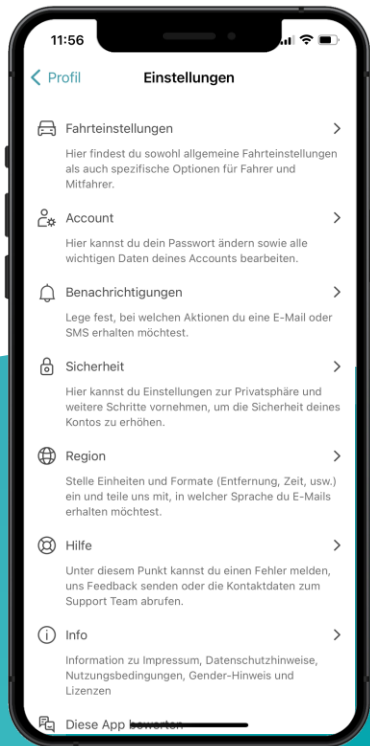 11:56
Profil
Einstellungen
Fahrteinstellungen
Hier findest du sowohl allgemeine Fahrteinstellungen
als auch spezifische Optionen für Fahrer und
Mitfahrer.
Account
Hier kannst du dein Passwort ändern sowie alle
wichtigen Daten deines Accounts bearbeiten.
Benachrichtigungen
Lege fest, bei welchen Aktionen du eine E-Mail oder
SMS erhalten möchtest.
Sicherheit
Hier kannst du Einstellungen zur Privatsphäre und
weitere Schritte vornehmen, um die Sicherheit deines
Kontos zu erhöhen.
Region
Stelle Einheiten und Formate (Entfernung, Zeit, usw.)
ein und teile uns mit, in welcher Sprache du E-Mails
erhalten möchtest.
Hilfe
Unter diesem Punkt kannst du einen Fehler melden,
uns Feedback senden oder die Kontaktdaten zum
Support Team abrufen.
Info
Information zu Impressum, Datenschutzhinweise,
Nutzungsbedingungen, Gender-Hinweis und
Lizenzen
Diese App bewerten